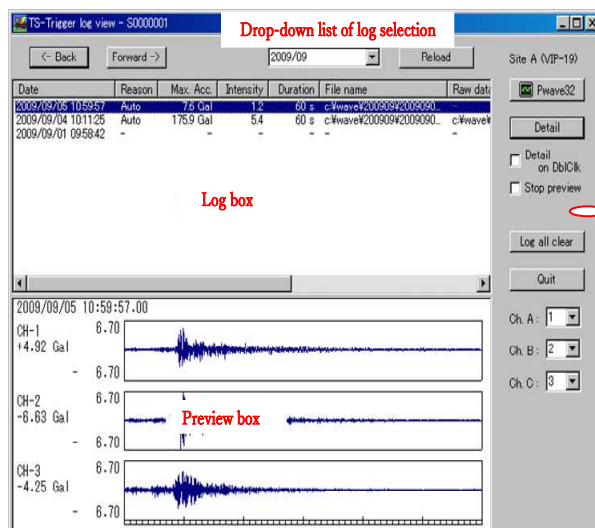 TS-Trigger log view - S0000001
Drop-down list of log selection
<- Back Forward -> 2009/09 Reload Site A (VIP-19)
Date Reason Max. Acc. Intensity Duration File name Raw data
2009/09/05 10:59:57 Auto 7.6 Gal 1.2 60 s c:¥wave¥200909¥2009090... -
2009/09/04 10:11:25 Auto 175.9 Gal 5.4 60 s c:¥wave¥200909¥2009090... c:¥wave¥
2009/09/01 09:58:42 - - - - - -
Log box
Pwave32
Detail
Detail
on DblClk
Stop preview
Log all clear
Quit
Ch. A : 1
Ch. B : 2
Ch. C : 3
2009/09/05 10:59:57.00
CH-1 6.70
+4.92 Gal
- 6.70
CH-2 6.70
-6.63 Gal
Preview box
- 6.70
CH-3 6.70
-4.25 Gal
- 6.70